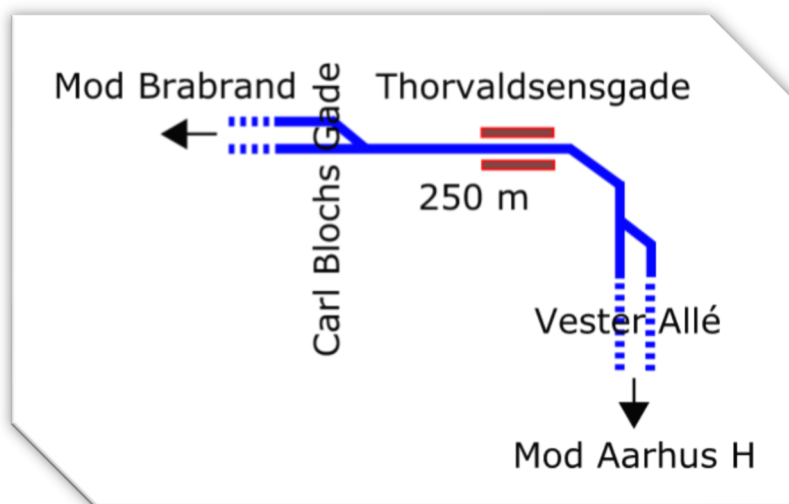 Mod Brabrand
Thorvaldsensgade
Carl Blochs Gade
250 m
Vester Allé
Mod Aarhus H